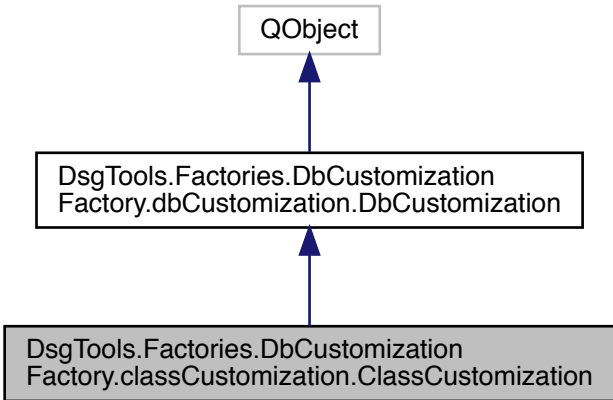 QObject
DsgTools.Factories.DbCustomization
Factory.dbCustomization.DbCustomization
DsgTools.Factories.DbCustomization
Factory.classCustomization.ClassCustomization